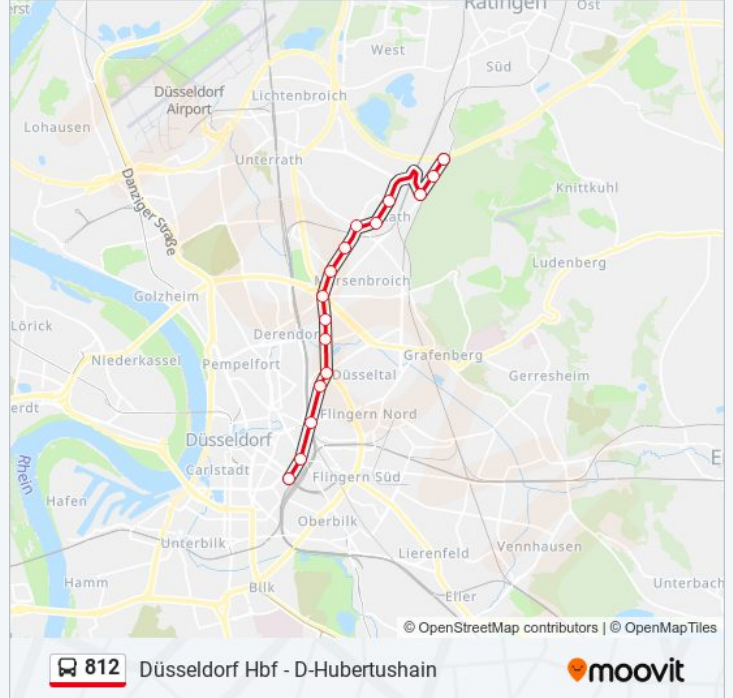 Ratingen
Ost
West
Süd
Düsseldorf
Airport
Lichtenbroich
Lohausen
Unterrath
Knittkuhl
Danziger Straße
Ludenberg
Golzheim
Lörick
Derendorf
Niederkassel
Pempelfort
Grafenberg
Düsseltal
Gerresheim
Flingern Nord
Düsseldorf
Carlstadt
Rhein
Flingern Süd
Hafen
Oberbilk
Unterbilk
Lierenfeld
Vennhausen
Hamm
Bilk
Eller
Unterbach
© OpenStreetMap contributors | © OpenMapTiles
812 Düsseldorf Hbf - D-Hubertushain
moovit